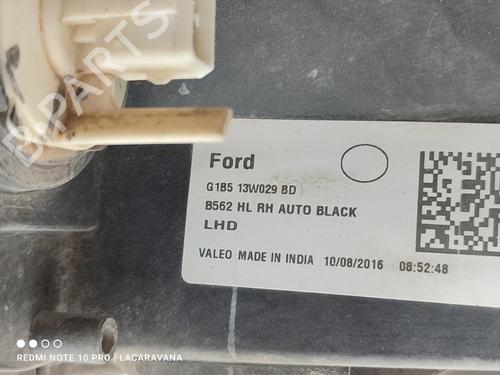 B-PARTS
Ford
G1B5 13W029 BD
B562 HL RH AUTO BLACK
LHD
VALEO MADE IN INDIA 10/08/2016 08:52:48
REDMI NOTE 10 PRO | LACARAVANA